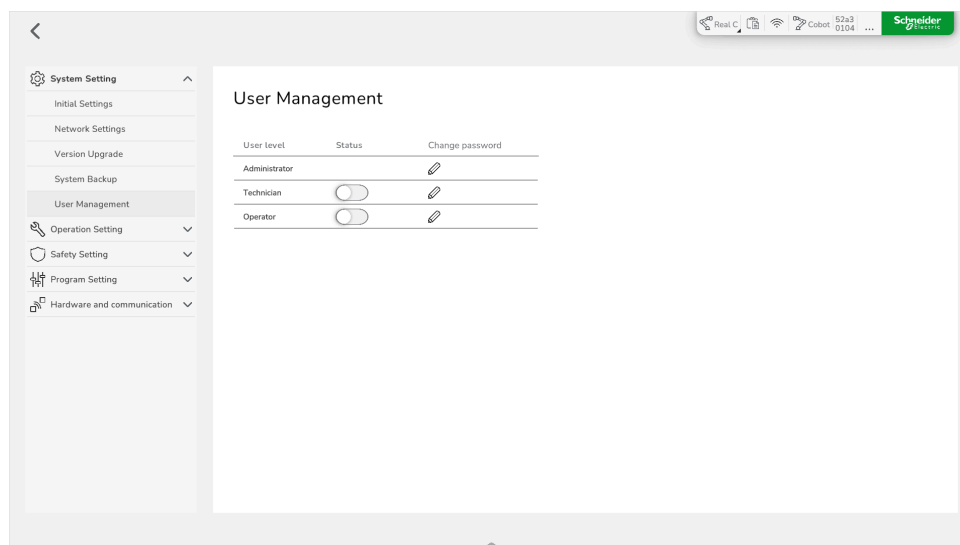 Real C
Cobot
52a3
0104
...
Schneider
Electric
System Setting
Initial Settings
Network Settings
Version Upgrade
System Backup
User Management
Operation Setting
Safety Setting
Program Setting
Hardware and communication
User Management
User level Status Change password
Administrator
Technician
Operator